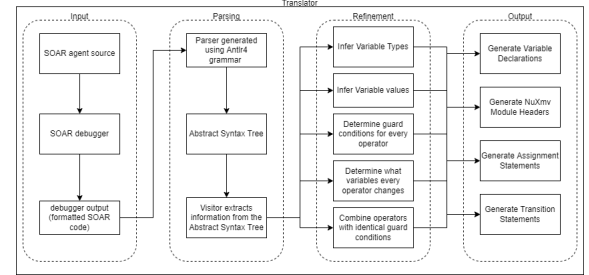 Translator
Input
SOAR agent source
SOAR debugger
debugger output
(formatted SOAR
code)
Parsing
Parser generated
using Antlr4
grammar
Abstract Syntax Tree
Visitor extracts
information from the
Abstract Syntax Tree
Refinement
Infer Variable Types
Infer Variable values
Determine guard
conditions for every
operator
Determine what
variables every
operator changes
Combine operators
with identical guard
conditions
Output
Generate Variable
Declarations
Generate NuXmv
Module Headers
Generate Assignment
Statements
Generate Transition
Statements